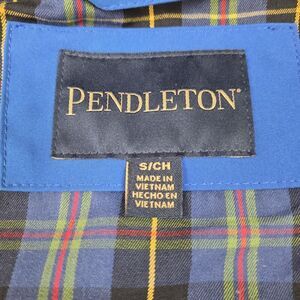 PENDLETON®
S/CH
MADE IN
VIETNAM
HECHO EN
VIETNAM